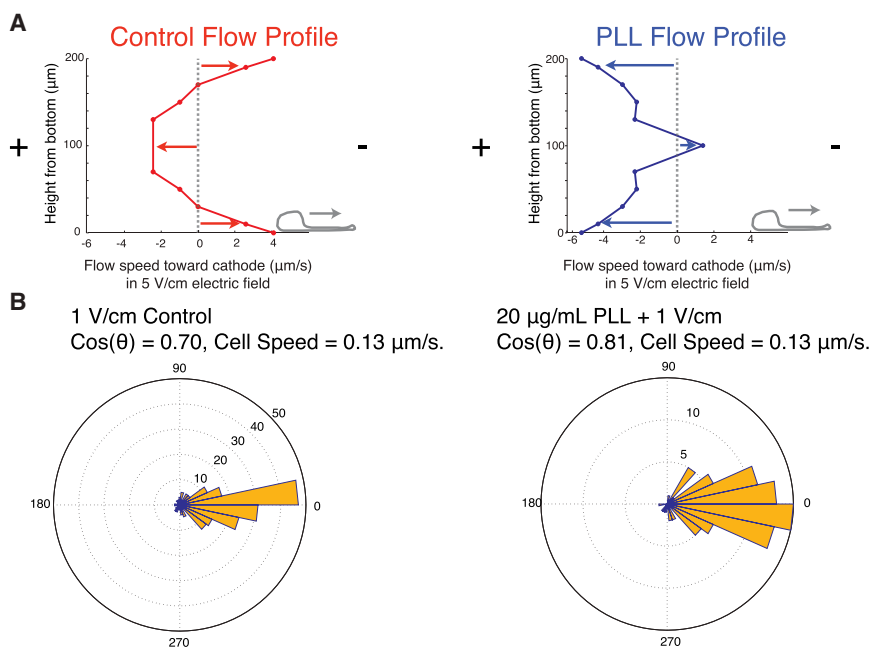 A
Control Flow Profile
PLL Flow Profile
Height from bottom (µm)
200
100
0
+
-
-6 -4 -2 0 2 4
Flow speed toward cathode (µm/s)
in 5 V/cm electric field
Height from bottom (µm)
200
100
0
+
-
-6 -4 -2 0 2 4
Flow speed toward cathode (µm/s)
in 5 V/cm electric field
B
1 V/cm Control
Cos(θ) = 0.70, Cell Speed = 0.13 µm/s.
90
50
40
30
20
10
180
0
270
20 µg/mL PLL + 1 V/cm
Cos(θ) = 0.81, Cell Speed = 0.13 µm/s.
90
10
5
180
0
270